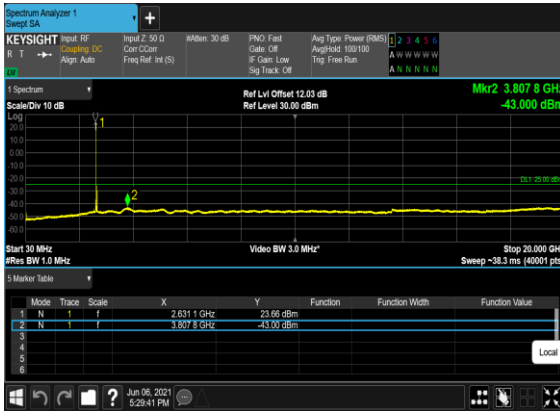 Spectrum Analyzer 1
Swept SA
+
KEYSIGHT
R T
LV
Input: RF
Coupling: DC
Align: Auto
Input Z: 50 Ω
Corr CCorr
Freq Ref: Int (S)
#Atten: 30 dB
PNO: Fast
Gate: Off
IF Gain: Low
Sig Track: Off
Avg Type: Power (RMS)
Avg|Hold: 100/100
Trig: Free Run
1 2 3 4 5 6
A W W W W W
A N N N N N
1 Spectrum
Scale/Div 10 dB
Ref Lvl Offset 12.03 dB
Ref Level 30.00 dBm
Mkr2 3.807 8 GHz
-43.000 dBm
Log
20.0
10.0
0.00
-10.0
-20.0
-30.0
-40.0
-50.0
-60.0
1
2
DL1 -25.00 dBm
Start 30 MHz
#Res BW 1.0 MHz
Video BW 3.0 MHz*
Stop 20.000 GHz
Sweep ~38.3 ms (40001 pts)
5 Marker Table
Mode Trace Scale X Y Function Function Width Function Value
1 N 1 f 2.631 1 GHz 23.66 dBm
2 N 1 f 3.807 8 GHz -43.00 dBm
3
4
5
6
Local
?
Jun 06, 2021
5:29:41 PM